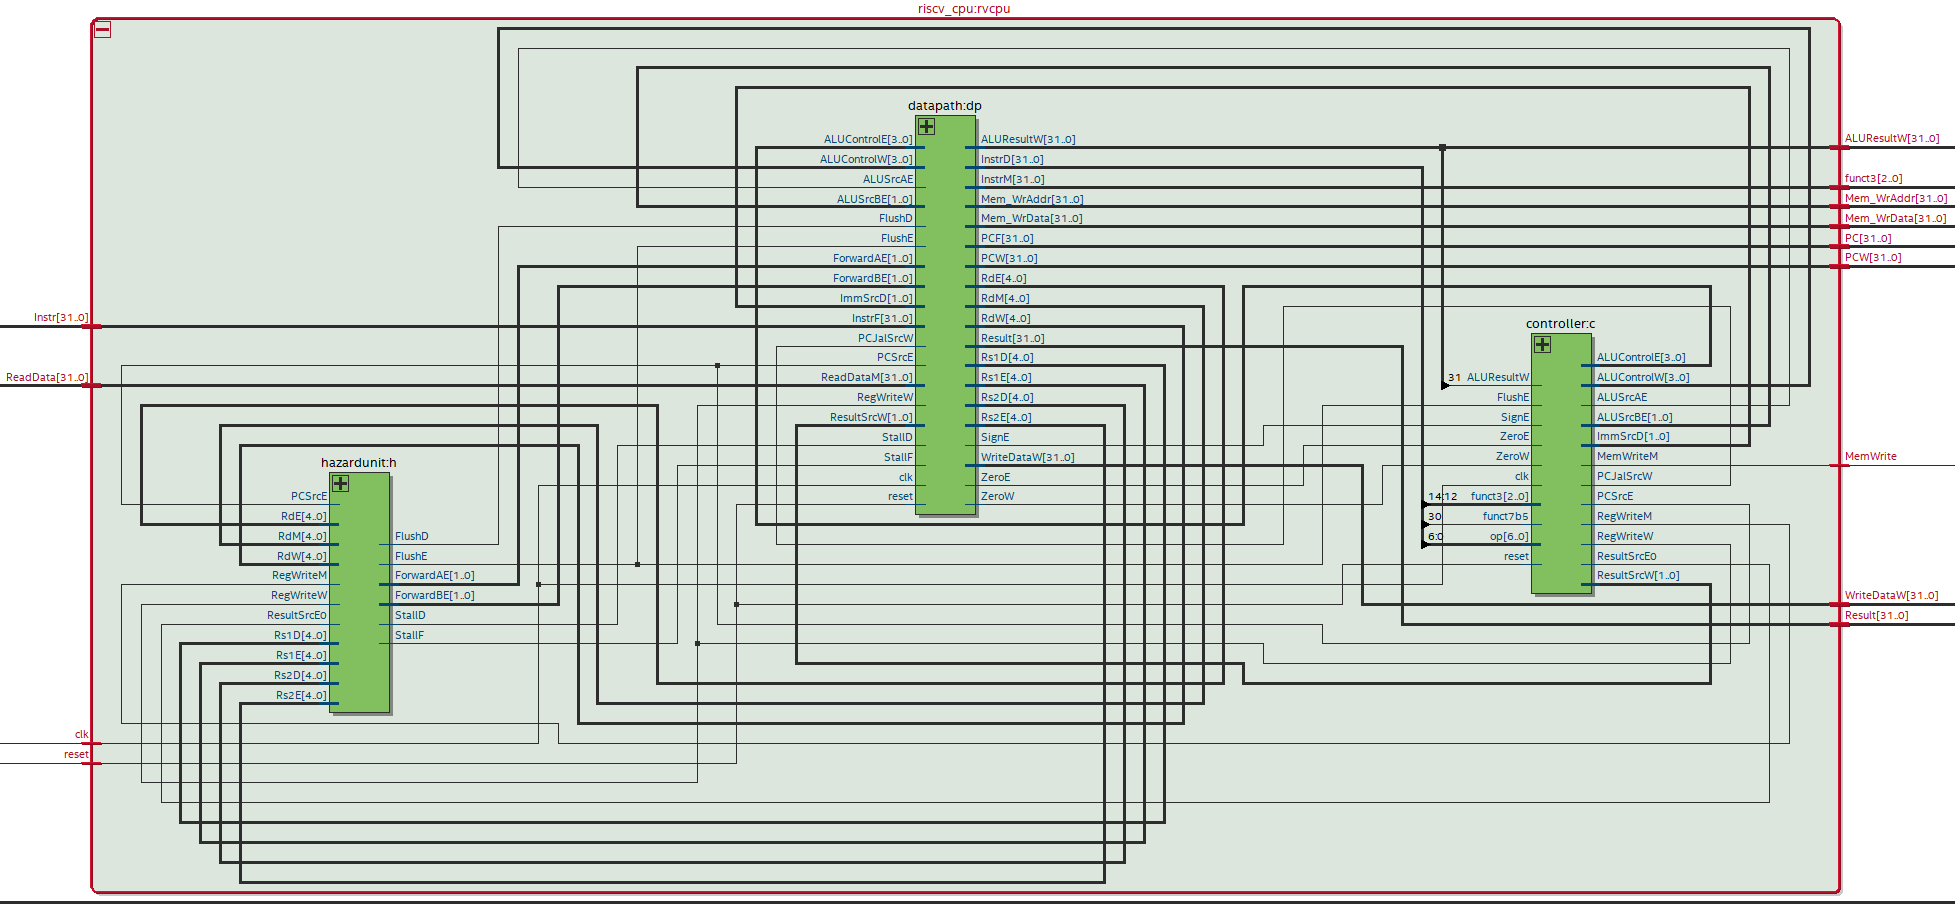 riscv_cpu:rvcpu
datapath:dp
ALUControlE[3..0]
ALUControlW[3..0]
ALUSrcAE
ALUSrcBE[1..0]
FlushD
FlushE
ForwardAE[1..0]
ForwardBE[1..0]
ImmSrcD[1..0]
InstrF[31..0]
PCJalSrcW
PCSrcE
ReadDataM[31..0]
RegWriteW
ResultSrcW[1..0]
StallD
StallF
clk
reset
ALUResultW[31..0]
InstrD[31..0]
InstrM[31..0]
Mem_WrAddr[31..0]
Mem_WrData[31..0]
PCF[31..0]
PCW[31..0]
RdE[4..0]
RdM[4..0]
RdW[4..0]
Result[31..0]
Rs1D[4..0]
Rs1E[4..0]
Rs2D[4..0]
Rs2E[4..0]
SignE
WriteDataW[31..0]
ZeroE
ZeroW
Instr[31..0]
ReadData[31..0]
clk
reset
hazardunit:h
PCSrcE
RdE[4..0]
RdM[4..0]
RdW[4..0]
RegWriteM
RegWriteW
ResultSrcE0
Rs1D[4..0]
Rs1E[4..0]
Rs2D[4..0]
Rs2E[4..0]
FlushD
FlushE
ForwardAE[1..0]
ForwardBE[1..0]
StallD
StallF
controller:c
31 ALUResultW
FlushE
SignE
ZeroE
ZeroW
clk
14:12 funct3[2..0]
30 funct7b5
6:0 op[6..0]
reset
ALUControlE[3..0]
ALUControlW[3..0]
ALUSrcAE
ALUSrcBE[1..0]
ImmSrcD[1..0]
MemWriteM
PCJalSrcW
PCSrcE
RegWriteM
RegWriteW
ResultSrcE0
ResultSrcW[1..0]
ALUResultW[31..0]
funct3[2..0]
Mem_WrAddr[31..0]
Mem_WrData[31..0]
PC[31..0]
PCW[31..0]
MemWrite
WriteDataW[31..0]
Result[31..0]